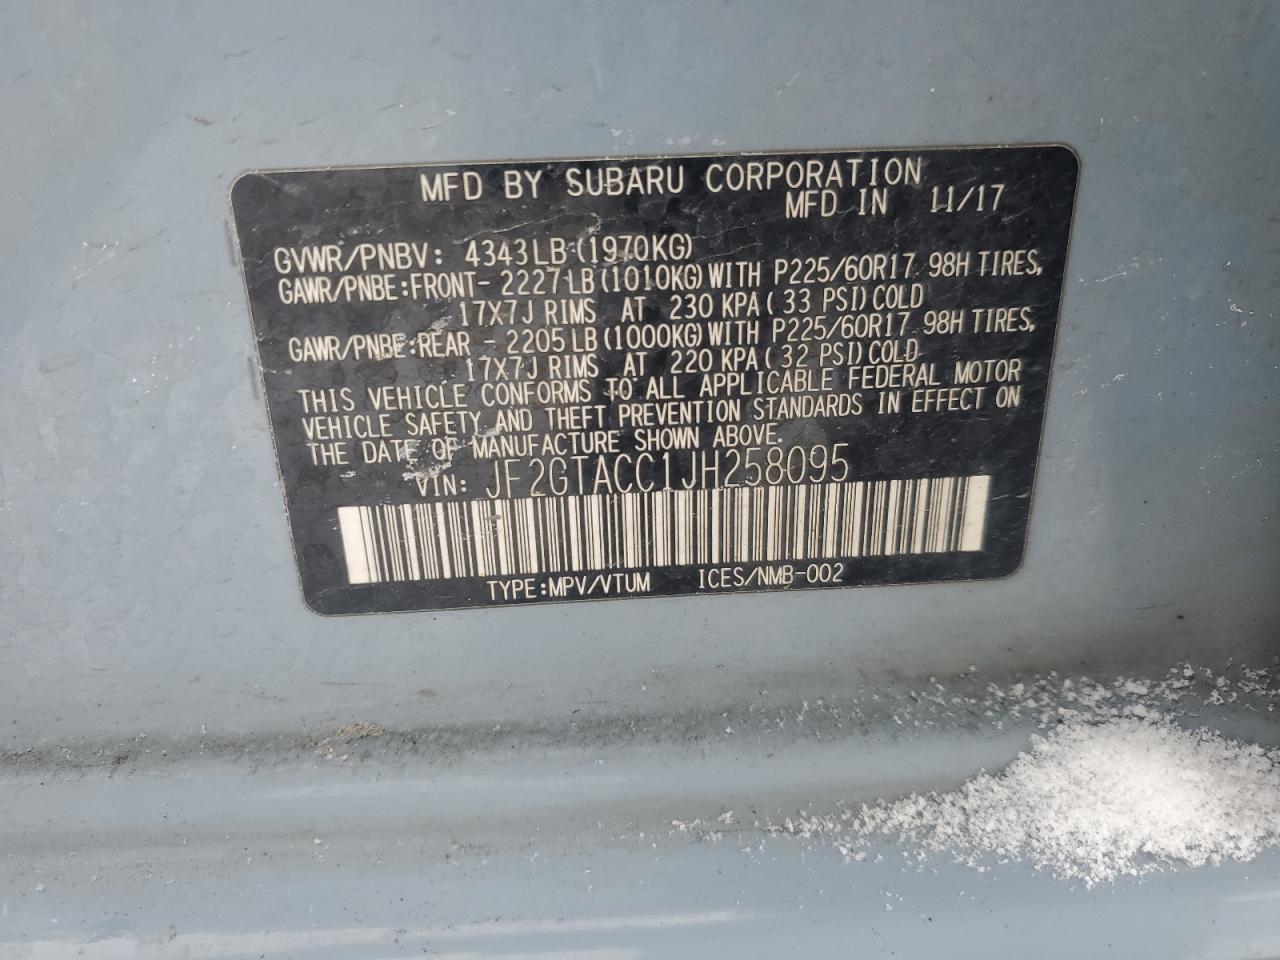 MFD BY SUBARU CORPORATION
MFD IN 11/17
GVWR/PNBV: 4343LB (1970KG)
GAWR/PNBE:FRONT- 2227LB(1010KG)WITH P225/60R17 98H TIRES,
17X7J RIMS AT 230 KPA( 33 PSI)COLD
GAWR/PNBE:REAR - 2205LB(1000KG)WITH P225/60R17 98H TIRES,
17X7J RIMS AT 220 KPA( 32 PSI)COLD
THIS VEHICLE CONFORMS TO ALL APPLICABLE FEDERAL MOTOR
VEHICLE SAFETY AND THEFT PREVENTION STANDARDS IN EFFECT ON
THE DATE OF MANUFACTURE SHOWN ABOVE.
VIN: JF2GTACC1JH258095
TYPE:MPV/VTUM ICES/NMB-002